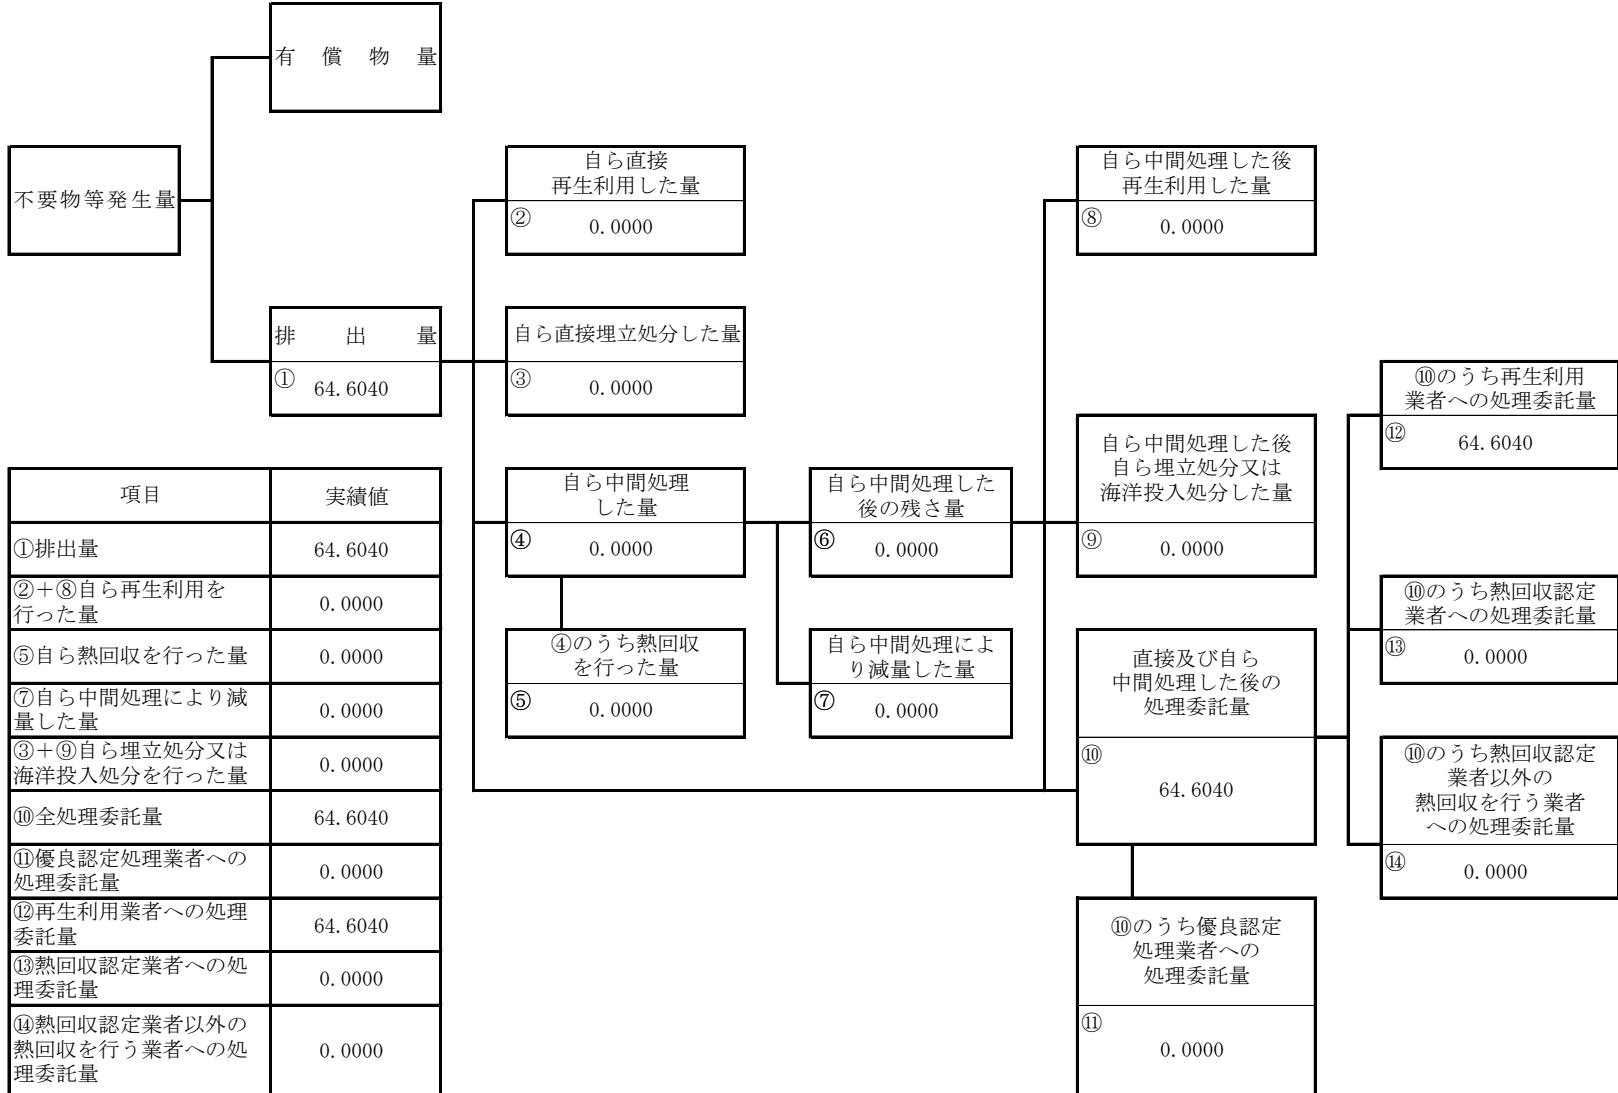 有償物量
不要物等発生量
排出量
① 64.6040
自ら直接
再生利用した量
② 0.0000
自ら直接埋立処分した量
③ 0.0000
自ら中間処理
した量
④ 0.0000
④のうち熱回収
を行った量
⑤ 0.0000
自ら中間処理した
後の残さ量
⑥ 0.0000
自ら中間処理によ
り減量した量
⑦ 0.0000
自ら中間処理した後
再生利用した量
⑧ 0.0000
自ら中間処理した後
自ら埋立処分又は
海洋投入処分した量
⑨ 0.0000
直接及び自ら
中間処理した後の
処理委託量
⑩
64.6040
⑩のうち優良認定
処理業者への
処理委託量
⑪
0.0000
⑩のうち再生利用
業者への処理委託量
⑫ 64.6040
⑩のうち熱回収認定
業者への処理委託量
⑬ 0.0000
⑩のうち熱回収認定
業者以外の
熱回収を行う業者
への処理委託量
⑭ 0.0000
項目 実績値
①排出量 64.6040
②＋⑧自ら再生利用を
行った量 0.0000
⑤自ら熱回収を行った量 0.0000
⑦自ら中間処理により減
量した量 0.0000
③＋⑨自ら埋立処分又は
海洋投入処分を行った量 0.0000
⑩全処理委託量 64.6040
⑪優良認定処理業者への
処理委託量 0.0000
⑫再生利用業者への処理
委託量 64.6040
⑬熱回収認定業者への処
理委託量 0.0000
⑭熱回収認定業者以外の
熱回収を行う業者への処
理委託量 0.0000